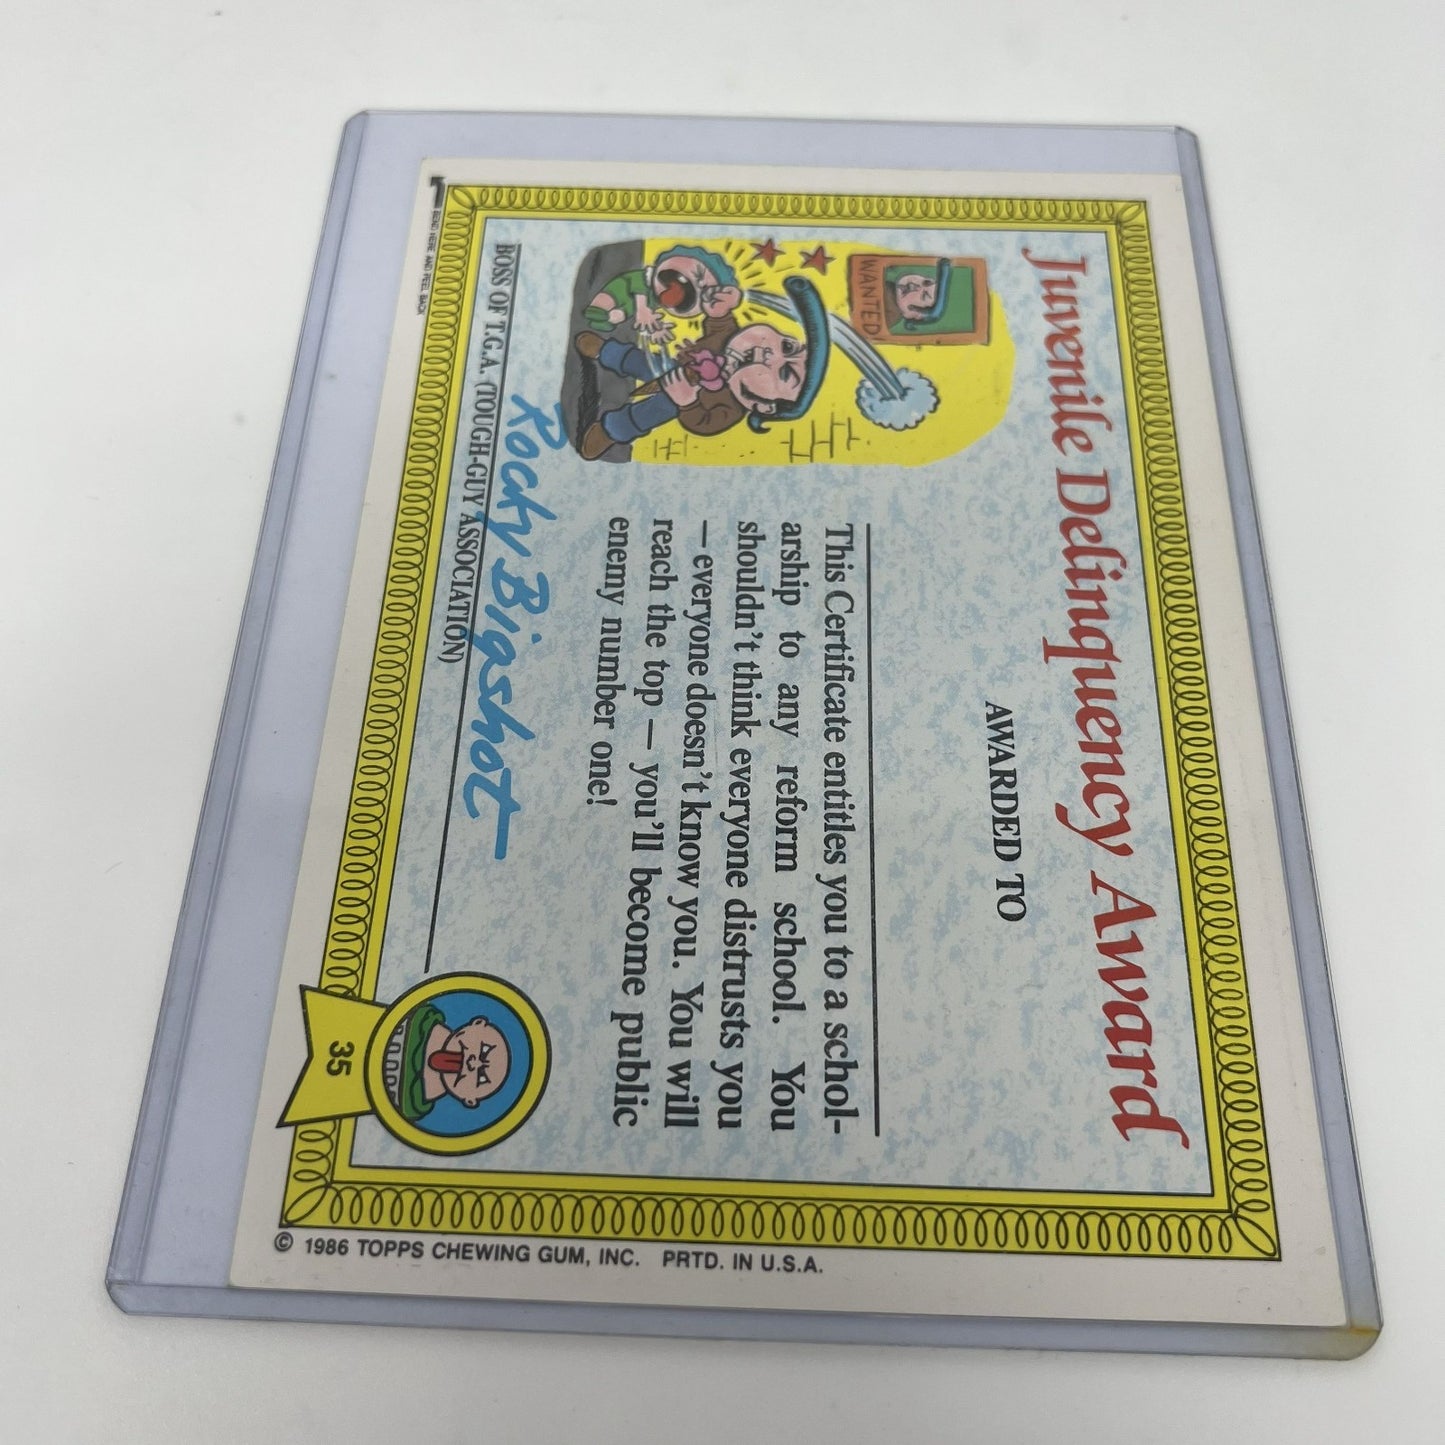 Juvenile Delinquency Award
AWARDED TO
WANTED
This Certificate entitles you to a schol-
arship to any reform school. You
shouldn't think everyone distrusts you
— everyone doesn't know you. You will
reach the top — you'll become public
enemy number one!
Rocky Bigshot
BOSS OF T.G.A. (TOUGH-GUY ASSOCIATION)
35
BEND HERE AND PEEL BACK
© 1986 TOPPS CHEWING GUM, INC. PRTD. IN U.S.A.